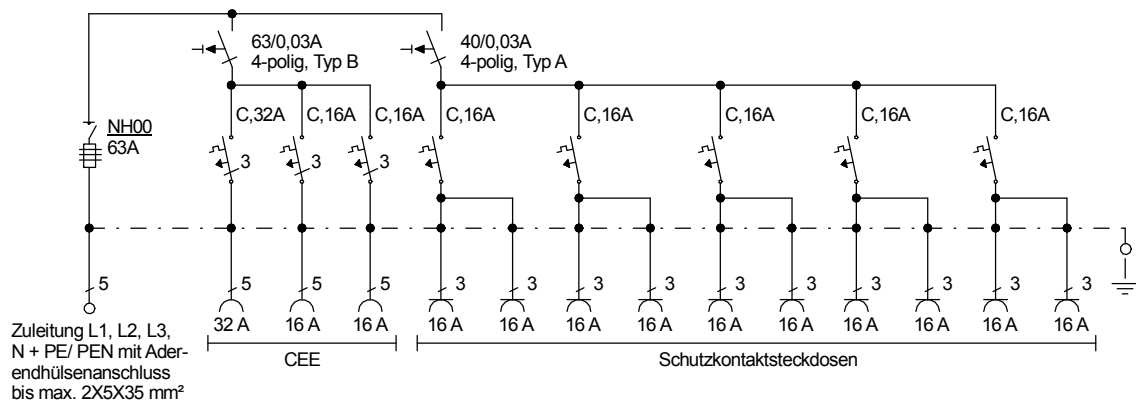 63/0,03A
4-polig, Typ B
40/0,03A
4-polig, Typ A
NH00
63A
C,32A
C,16A
C,16A
C,16A
C,16A
C,16A
C,16A
C,16A
3
3
3
5
5
5
5
3
3
3
3
3
3
3
3
3
3
32 A
16 A
16 A
16 A
16 A
16 A
16 A
16 A
16 A
16 A
16 A
16 A
16 A
CEE
Schutzkontaktsteckdosen
Zuleitung L1, L2, L3,
N + PE/ PEN mit Ader-
endhülsenanschluss
bis max. 2X5X35 mm²